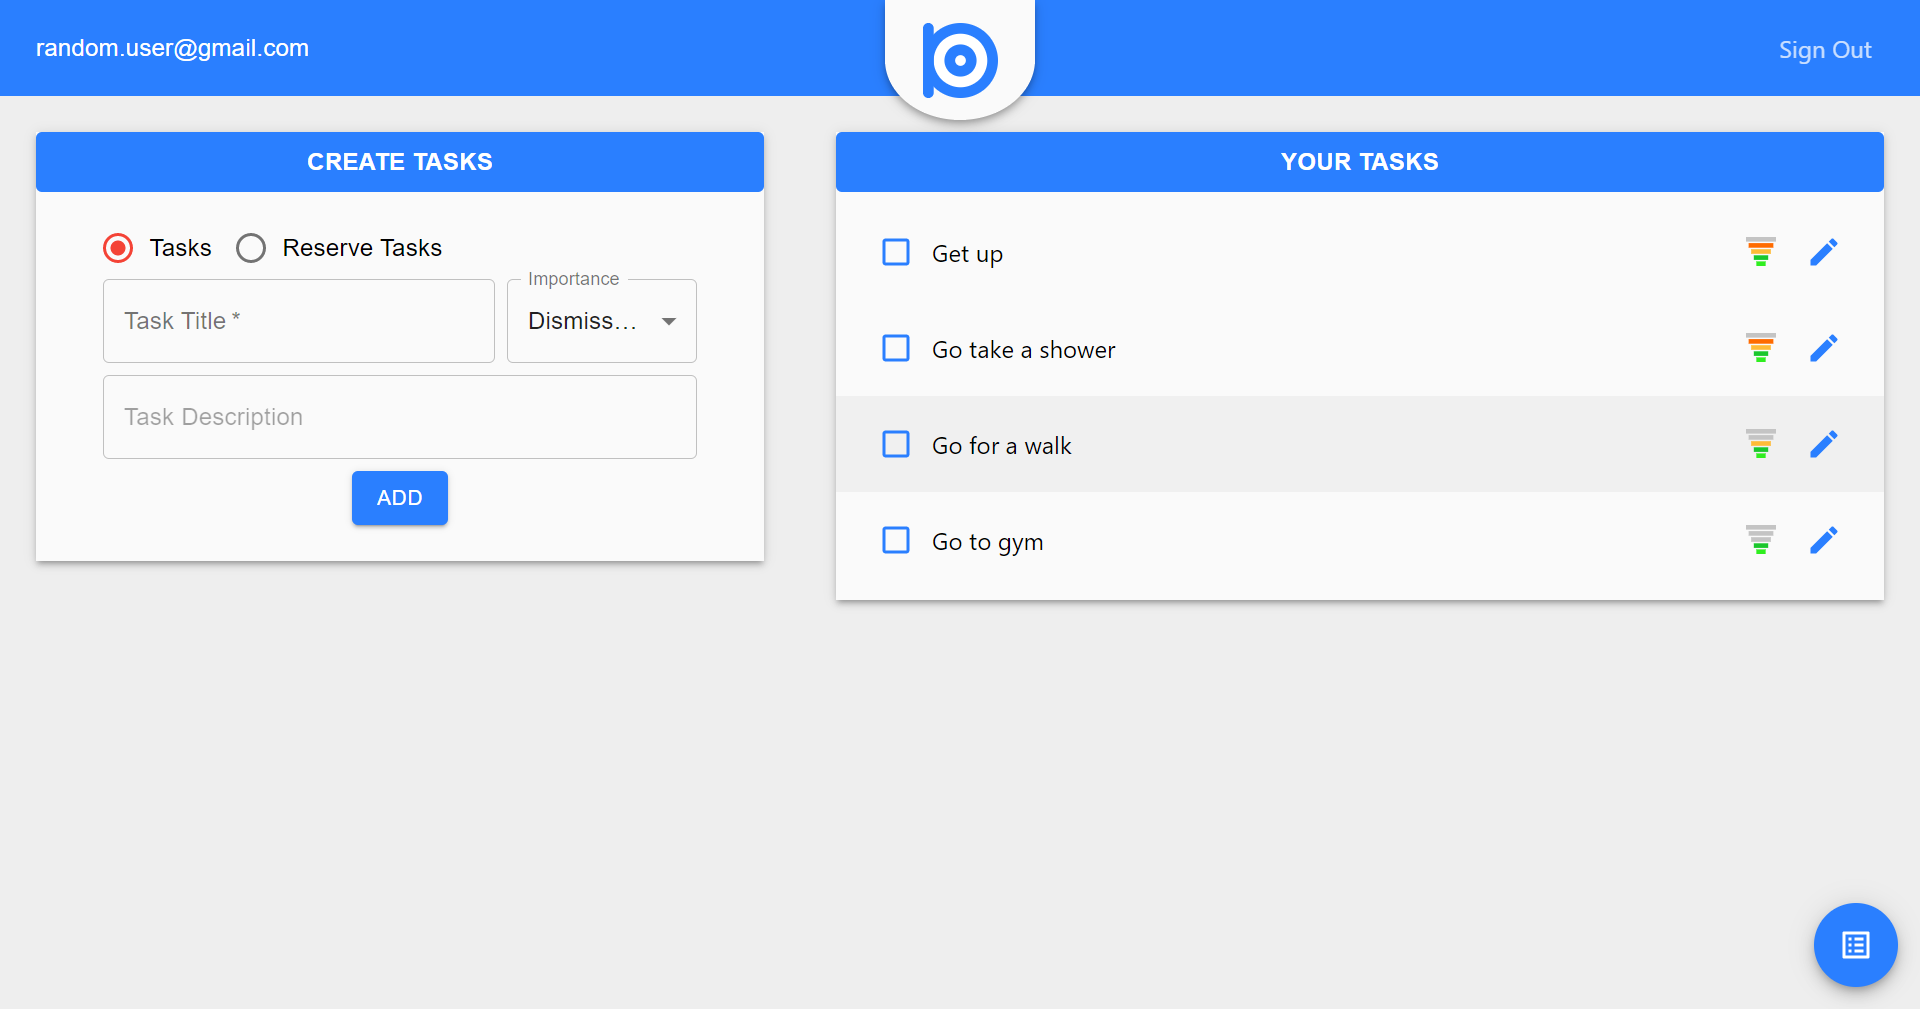 random.user@gmail.com
Sign Out
CREATE TASKS
Tasks
Reserve Tasks
Task Title *
Importance
Dismiss...
Task Description
ADD
YOUR TASKS
Get up
Go take a shower
Go for a walk
Go to gym